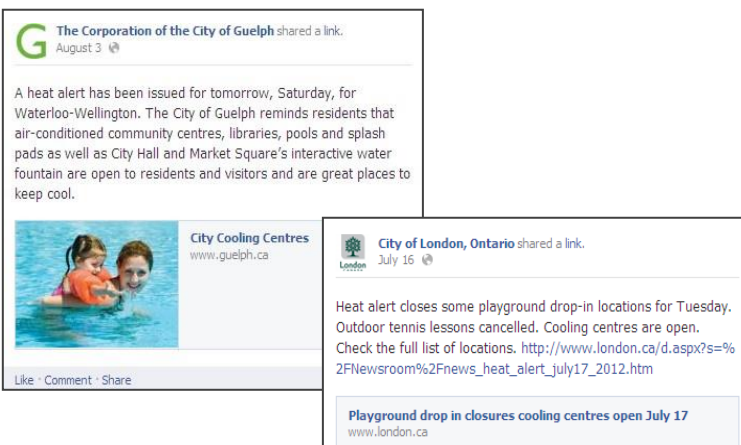 G
The Corporation of the City of Guelph shared a link.
August 3
A heat alert has been issued for tomorrow, Saturday, for
Waterloo-Wellington. The City of Guelph reminds residents that
air-conditioned community centres, libraries, pools and splash
pads as well as City Hall and Market Square's interactive water
fountain are open to residents and visitors and are great places to
keep cool.
City Cooling Centres
www.guelph.ca
Like · Comment · Share
London
City of London, Ontario shared a link.
July 16
Heat alert closes some playground drop-in locations for Tuesday.
Outdoor tennis lessons cancelled. Cooling centres are open.
Check the full list of locations. http://www.london.ca/d.aspx?s=%
2FNewsroom%2Fnews_heat_alert_july17_2012.htm
Playground drop in closures cooling centres open July 17
www.london.ca